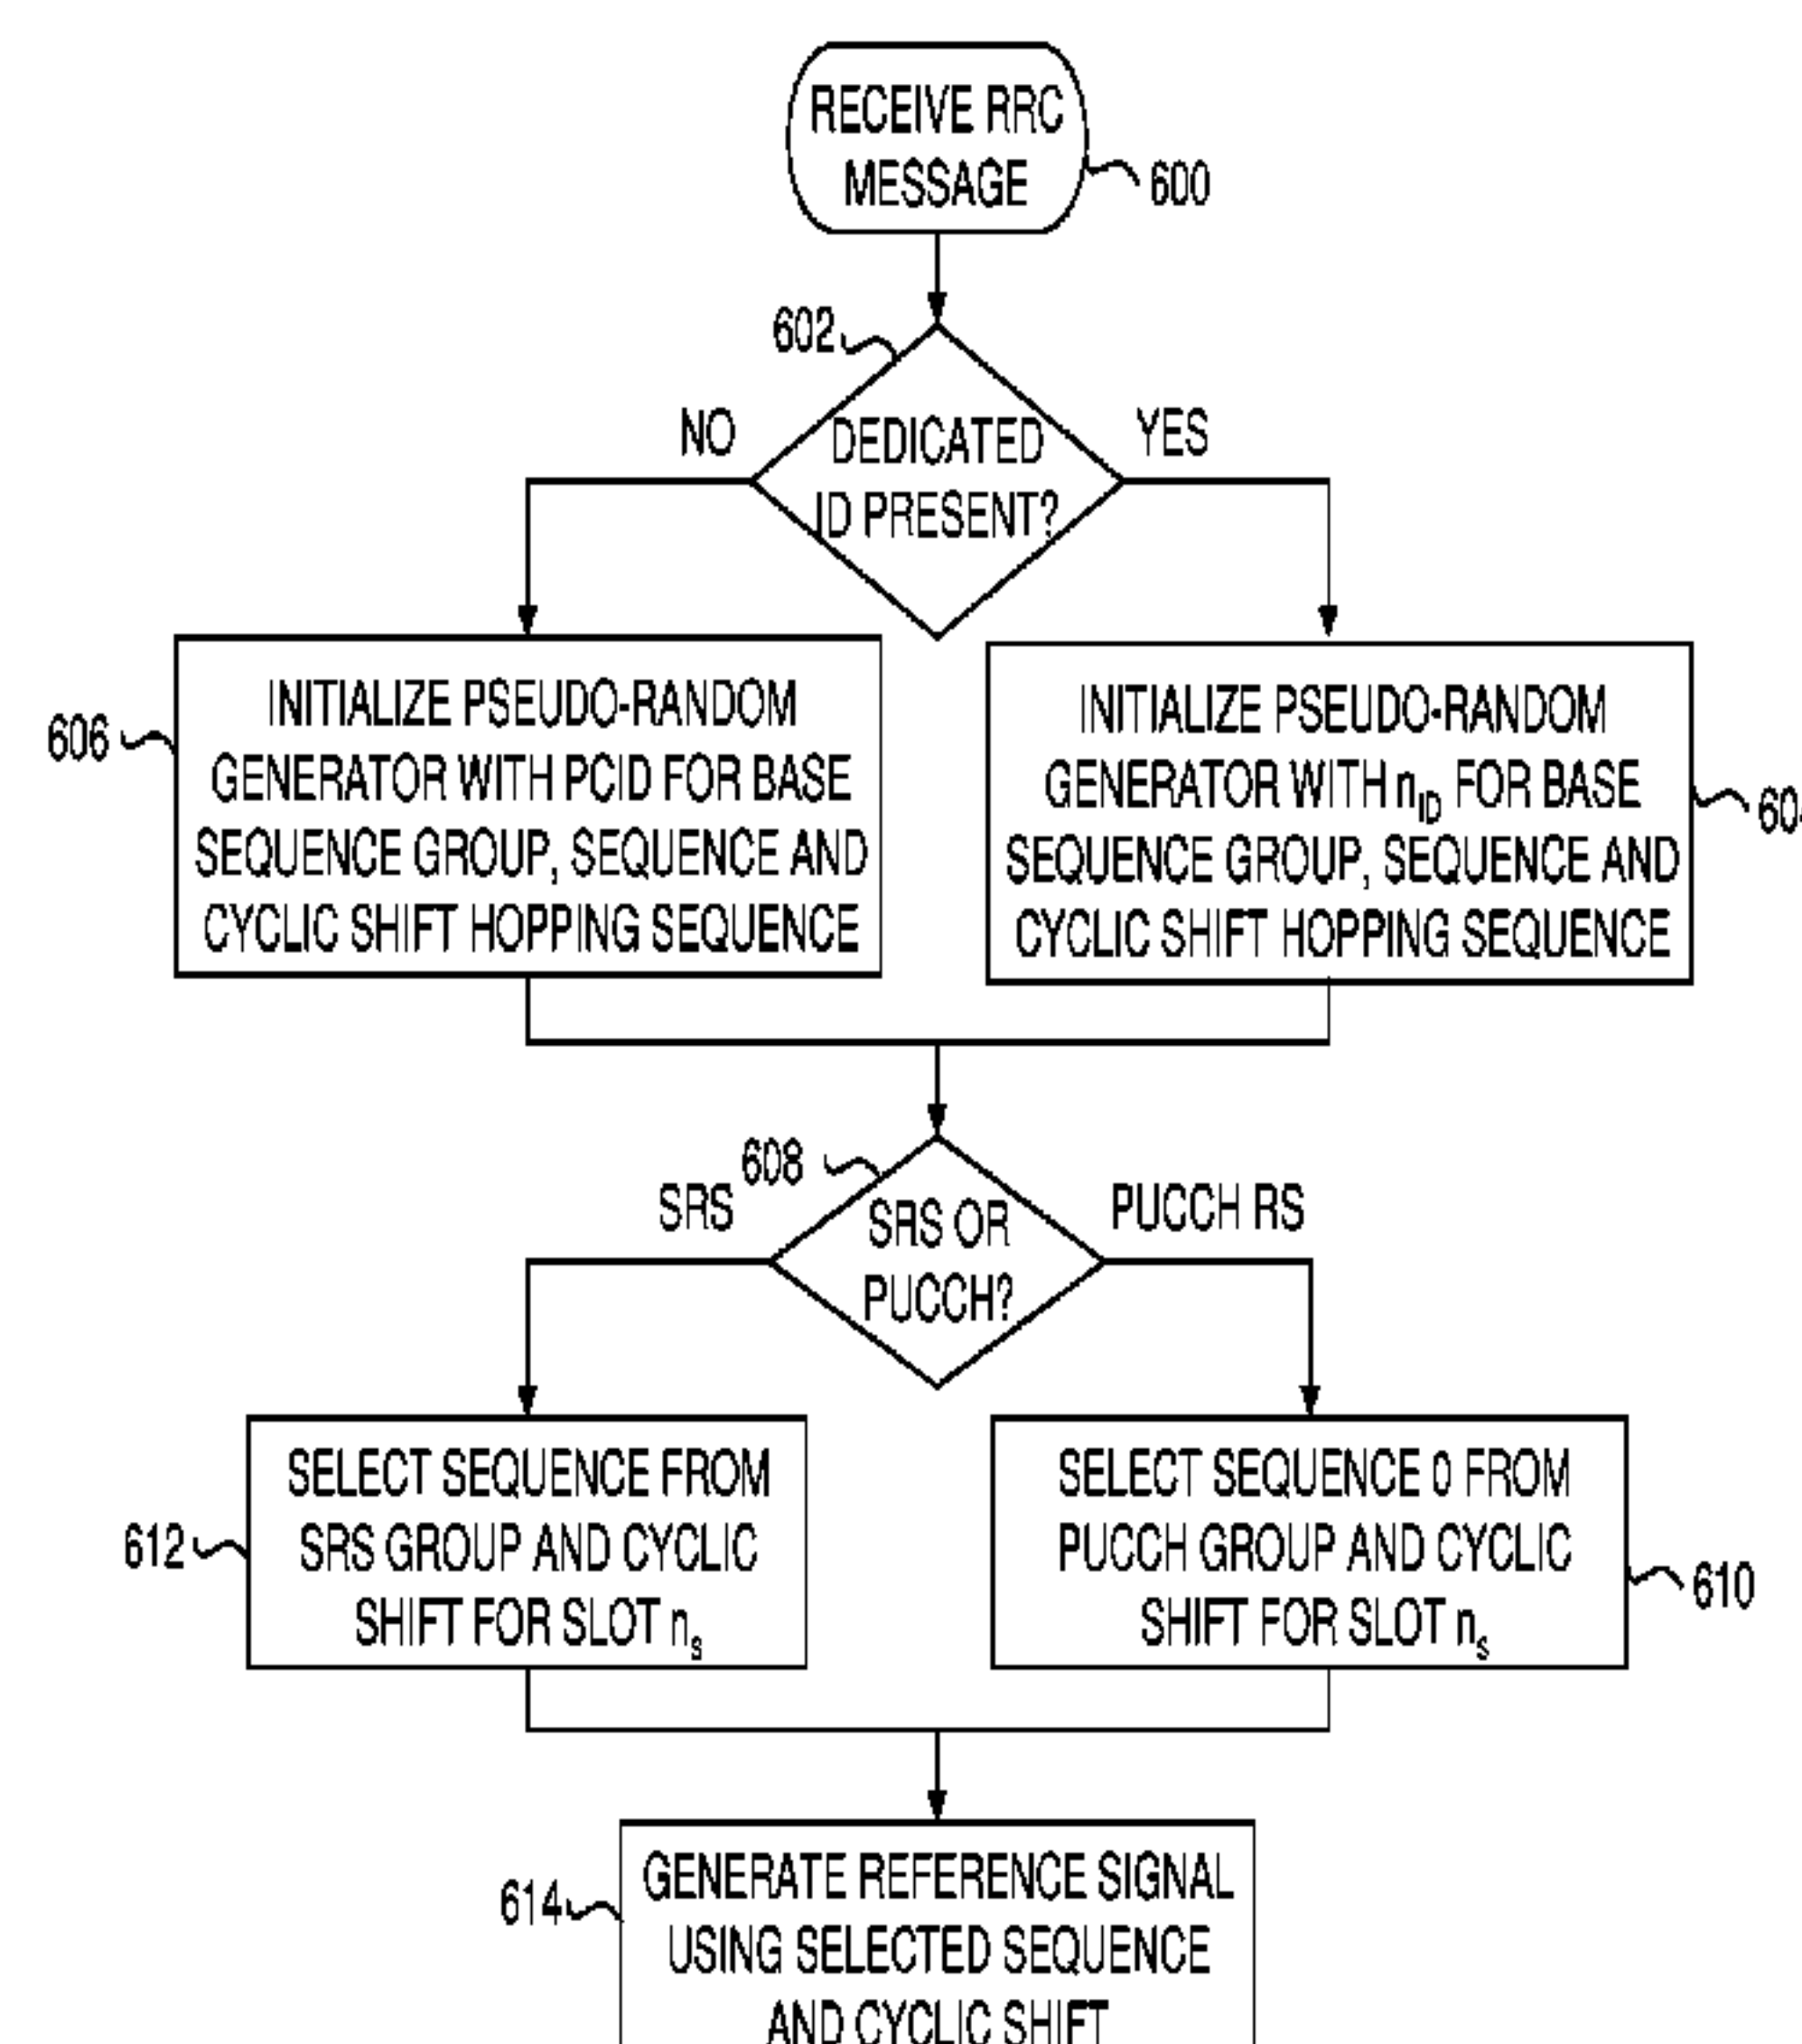 RECEIVE RRC
MESSAGE
600
602
NO
DEDICATED
ID PRESENT?
YES
606
INITIALIZE PSEUDO-RANDOM
GENERATOR WITH PCID FOR BASE
SEQUENCE GROUP, SEQUENCE AND
CYCLIC SHIFT HOPPING SEQUENCE
INITIALIZE PSEUDO-RANDOM
GENERATOR WITH nID FOR BASE
SEQUENCE GROUP, SEQUENCE AND
CYCLIC SHIFT HOPPING SEQUENCE
608
SRS
SRS OR
PUCCH?
PUCCH RS
612
SELECT SEQUENCE FROM
SRS GROUP AND CYCLIC
SHIFT FOR SLOT ns
SELECT SEQUENCE 0 FROM
PUCCH GROUP AND CYCLIC
SHIFT FOR SLOT ns
610
614
GENERATE REFERENCE SIGNAL
USING SELECTED SEQUENCE
AND CYCLIC SHIFT